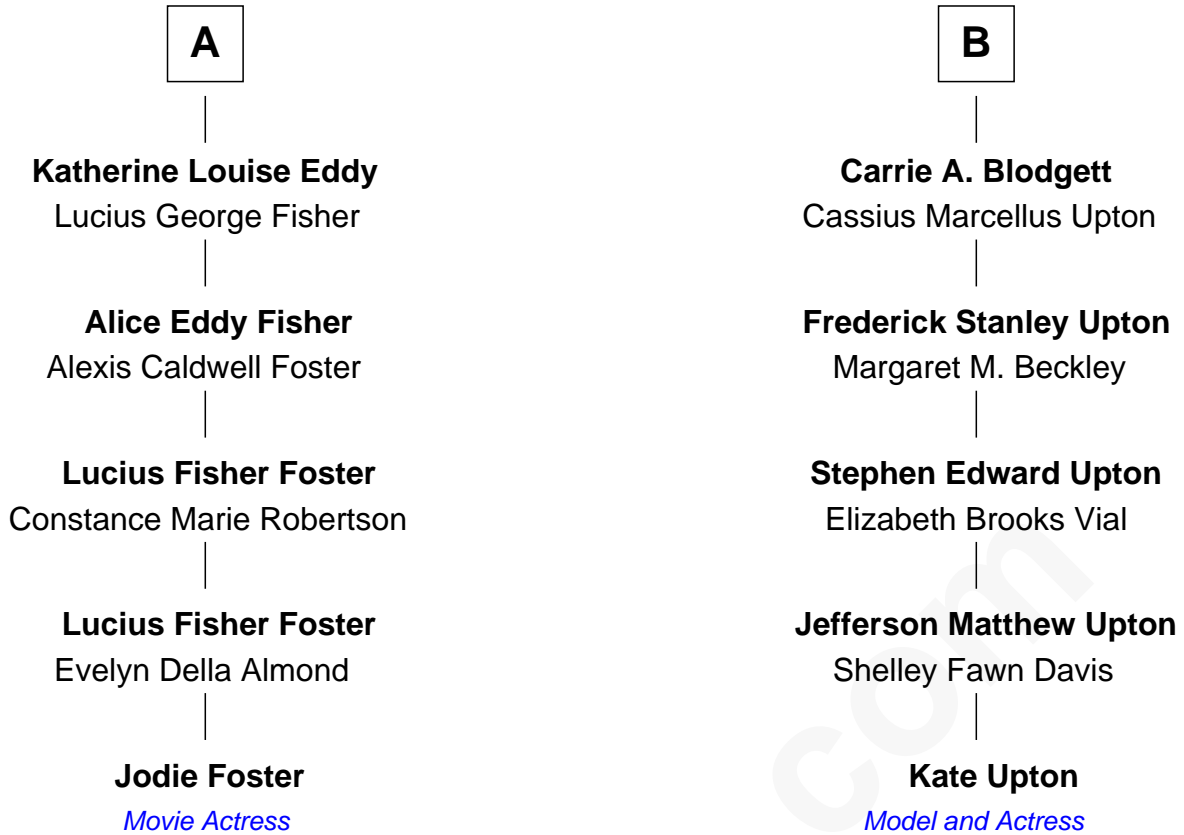 A
Katherine Louise Eddy
Lucius George Fisher
Alice Eddy Fisher
Alexis Caldwell Foster
Lucius Fisher Foster
Constance Marie Robertson
Lucius Fisher Foster
Evelyn Della Almond
Jodie Foster
Movie Actress
B
Carrie A. Blodgett
Cassius Marcellus Upton
Frederick Stanley Upton
Margaret M. Beckley
Stephen Edward Upton
Elizabeth Brooks Vial
Jefferson Matthew Upton
Shelley Fawn Davis
Kate Upton
Model and Actress
com